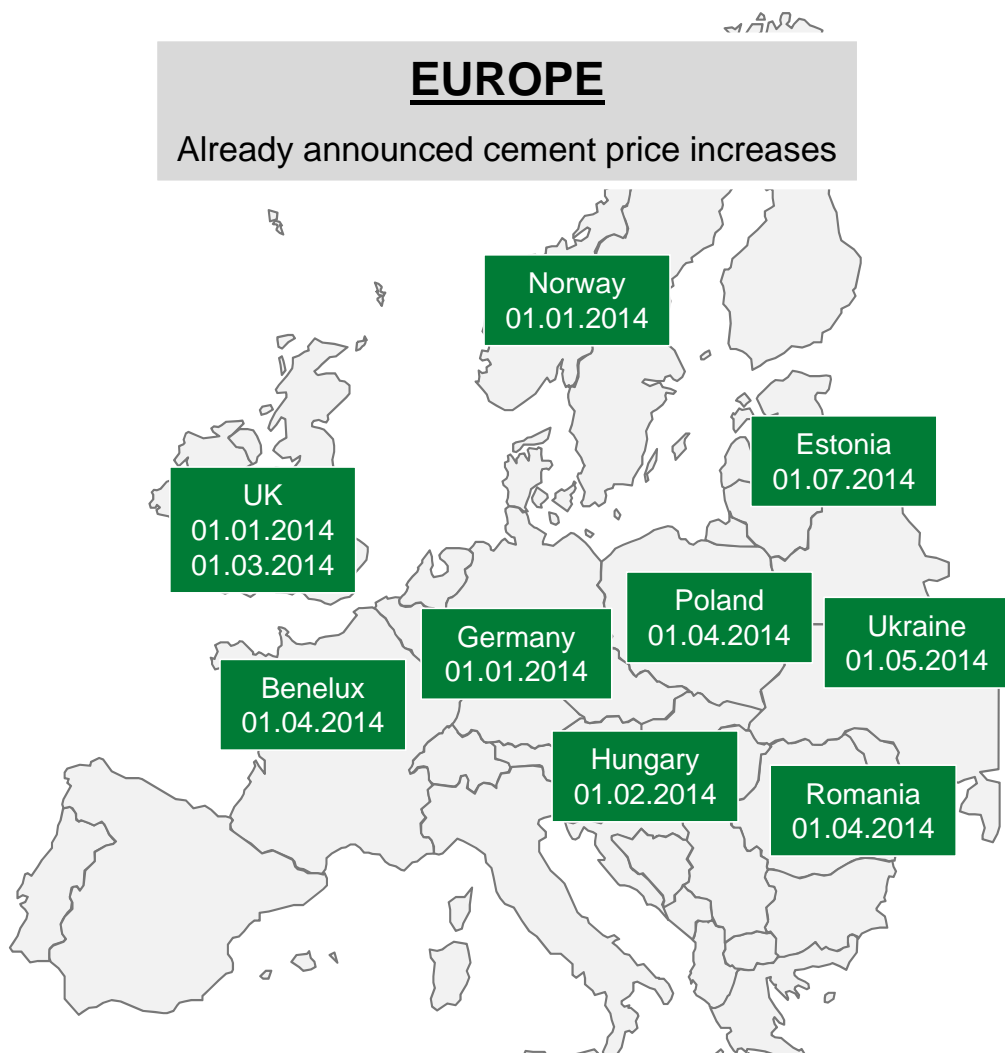 EUROPE
Already announced cement price increases
Norway
01.01.2014
Estonia
01.07.2014
UK
01.01.2014
01.03.2014
Poland
01.04.2014
Ukraine
01.05.2014
Germany
01.01.2014
Benelux
01.04.2014
Hungary
01.02.2014
Romania
01.04.2014